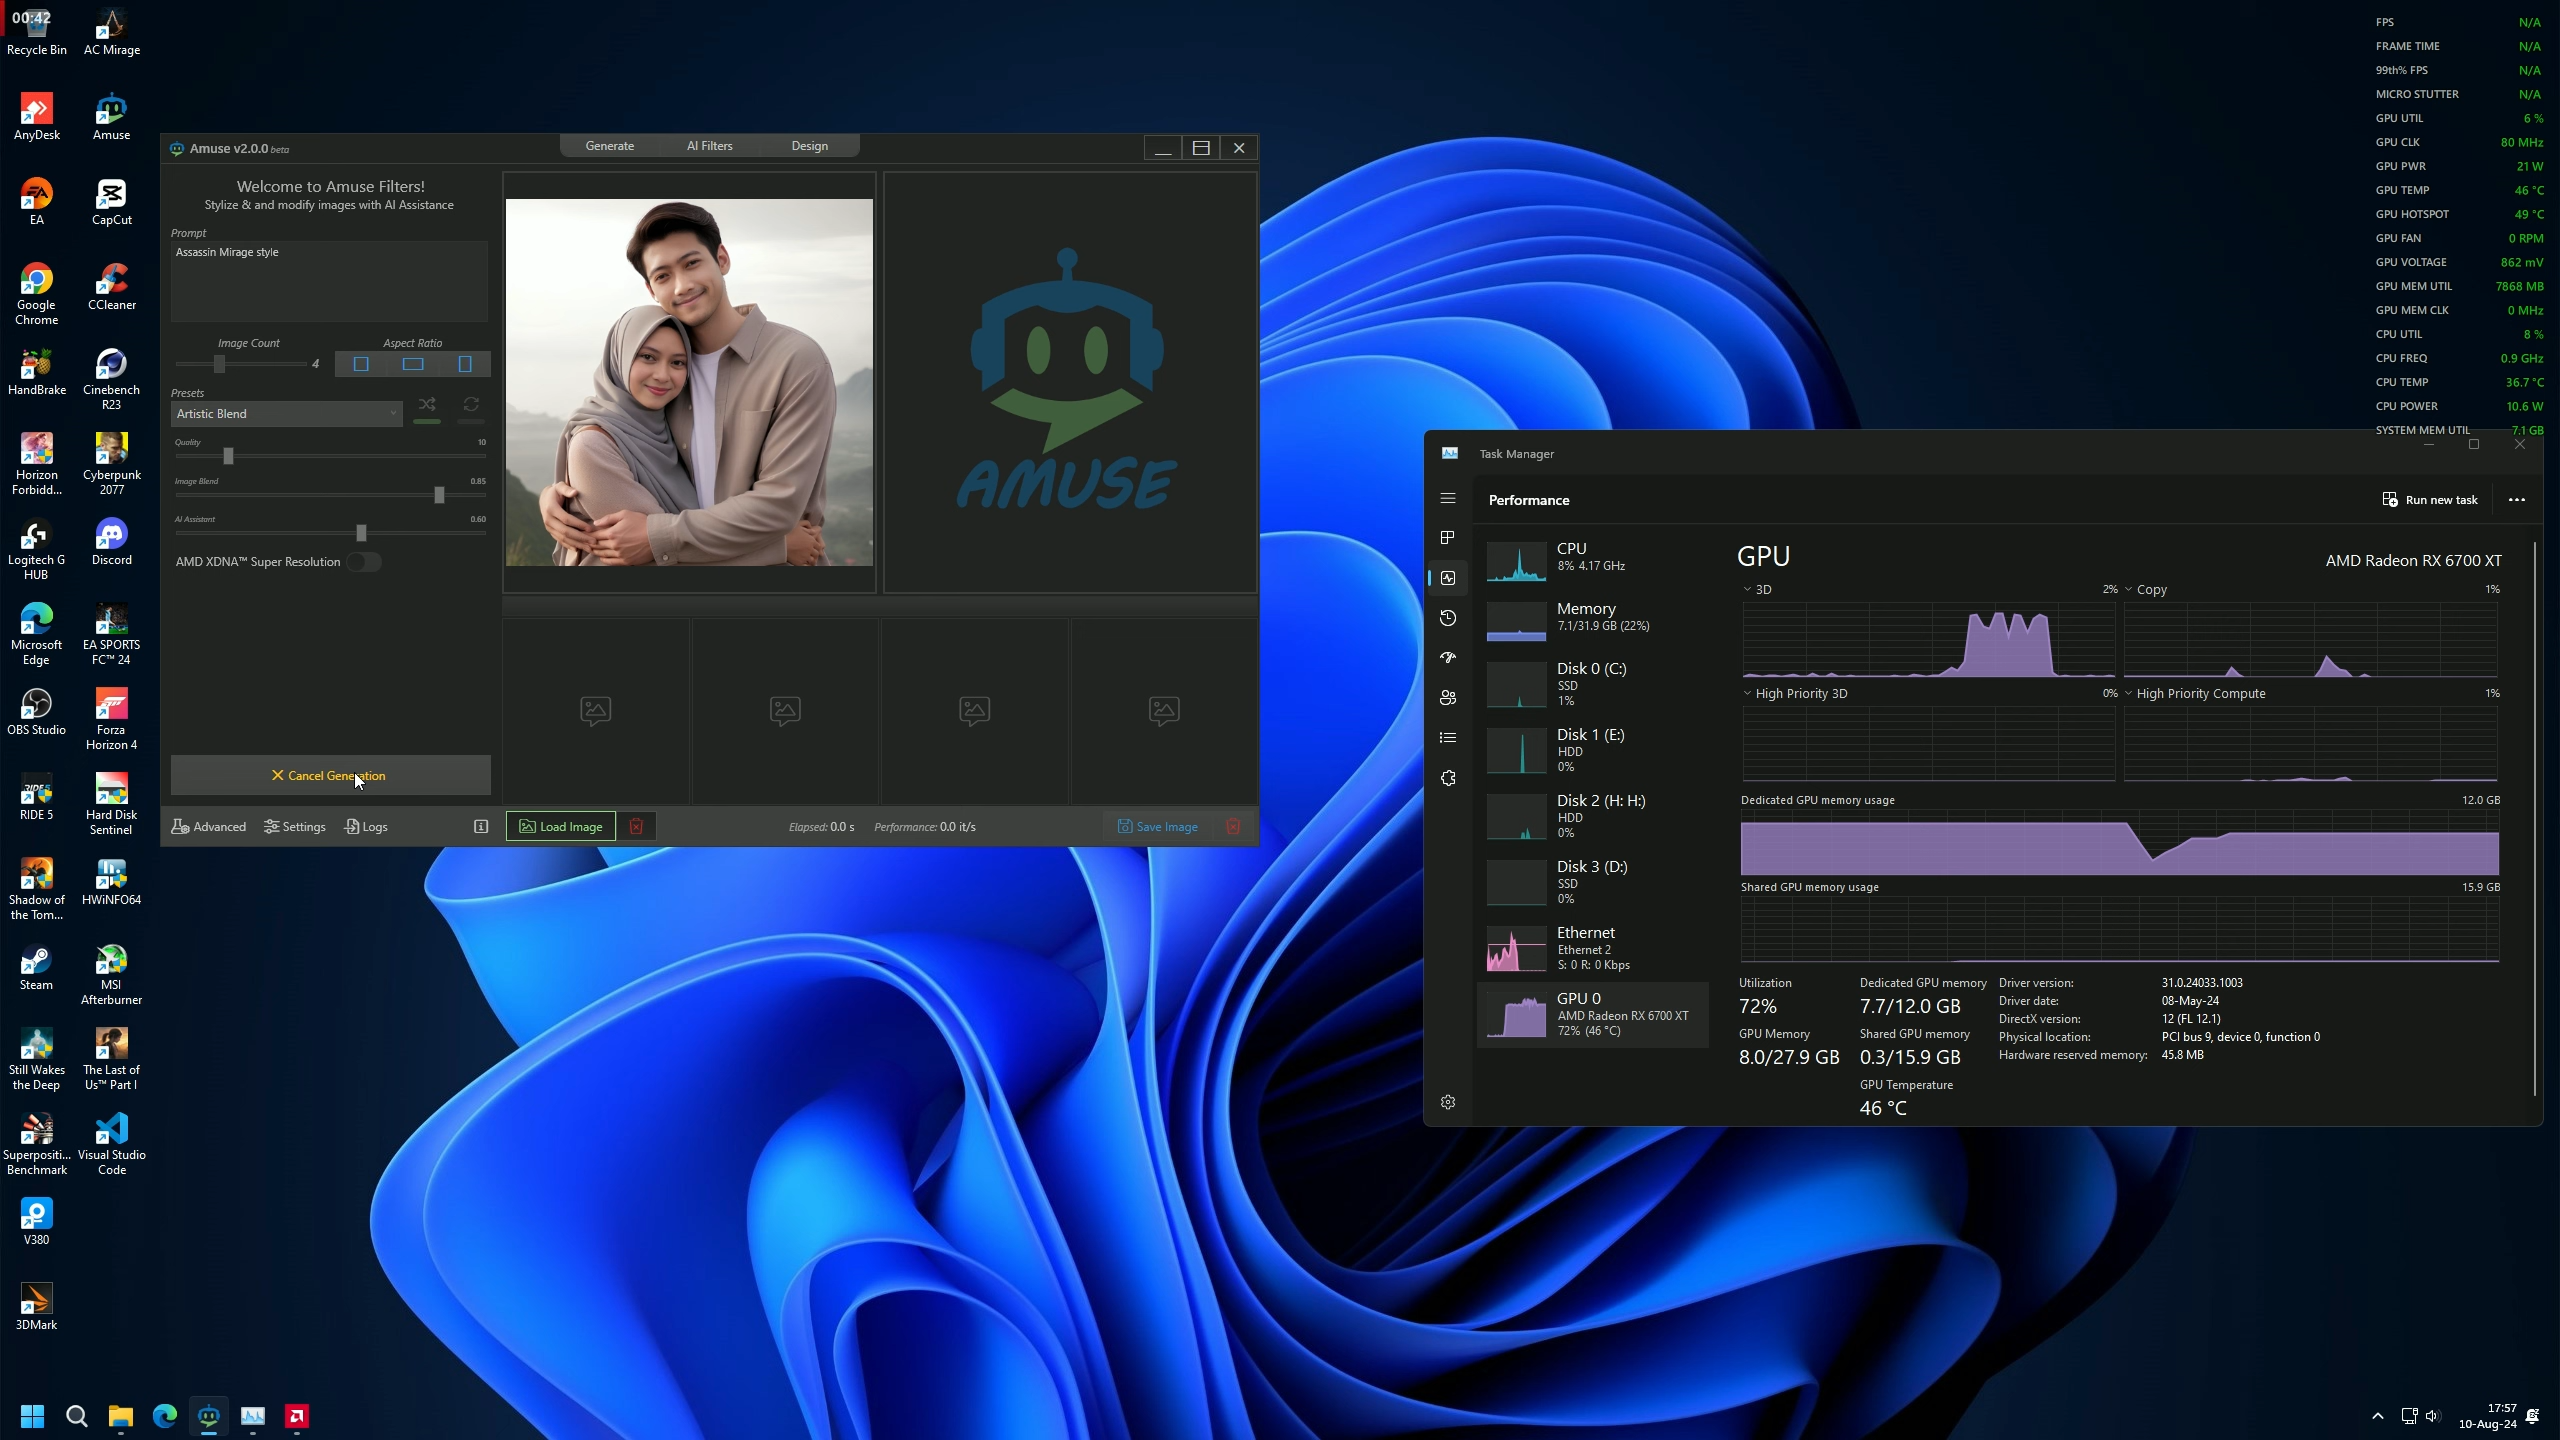 00:42
Recycle Bin
AC Mirage
AnyDesk
Amuse
EA
CapCut
Google
Chrome
CCleaner
HandBrake
Cinebench
R23
Horizon
Forbidd...
Cyberpunk
2077
Logitech G
HUB
Discord
Microsoft
Edge
EA SPORTS
FC™ 24
OBS Studio
Forza
Horizon 4
RIDE 5
Hard Disk
Sentinel
Shadow of
the Tom...
HWiNFO64
Steam
MSI
Afterburner
Still Wakes
the Deep
The Last of
Us™ Part I
Superpositi...
Benchmark
Visual Studio
Code
V380
3DMark
Amuse v2.0.0 beta
Generate
AI Filters
Design
Welcome to Amuse Filters!
Stylize & and modify images with AI Assistance
Prompt
Assassin Mirage style
Image Count
4
Aspect Ratio
Presets
Artistic Blend
Quality 10
Image Blend 0.85
AI Assistant 0.60
AMD XDNA™ Super Resolution
Cancel Generation
Advanced
Settings
Logs
AMUSE
Load Image
Elapsed: 0.0 s
Performance: 0.0 it/s
Save Image
FPS N/A
FRAME TIME N/A
99th% FPS N/A
MICRO STUTTER N/A
GPU UTIL 6 %
GPU CLK 80 MHz
GPU PWR 21 W
GPU TEMP 46 °C
GPU HOTSPOT 49 °C
GPU FAN 0 RPM
GPU VOLTAGE 862 mV
GPU MEM UTIL 7868 MB
GPU MEM CLK 0 MHz
CPU UTIL 8 %
CPU FREQ 0.9 GHz
CPU TEMP 36.7 °C
CPU POWER 10.6 W
SYSTEM MEM UTIL 7.1 GB
Task Manager
Performance
Run new task
CPU
8% 4.17 GHz
Memory
7.1/31.9 GB (22%)
Disk 0 (C:)
SSD
1%
Disk 1 (E:)
HDD
0%
Disk 2 (H: H:)
HDD
0%
Disk 3 (D:)
SSD
0%
Ethernet
Ethernet 2
S: 0 R: 0 Kbps
GPU 0
AMD Radeon RX 6700 XT
72% (46 °C)
GPU
AMD Radeon RX 6700 XT
3D 2%
Copy 1%
High Priority 3D 0%
High Priority Compute 1%
Dedicated GPU memory usage 12.0 GB
Shared GPU memory usage 15.9 GB
Utilization
72%
Dedicated GPU memory
7.7/12.0 GB
GPU Memory
8.0/27.9 GB
Shared GPU memory
0.3/15.9 GB
GPU Temperature
46 °C
Driver version: 31.0.24033.1003
Driver date: 08-May-24
DirectX version: 12 (FL 12.1)
Physical location: PCI bus 9, device 0, function 0
Hardware reserved memory: 45.8 MB
17:57
10-Aug-24